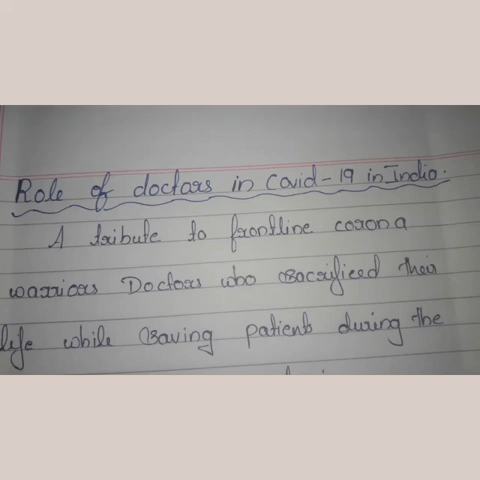 Role of doctors in Covid-19 in India.
A tribute to frontline corona
warriors Doctors who sacrificed their
life while saving patients during the